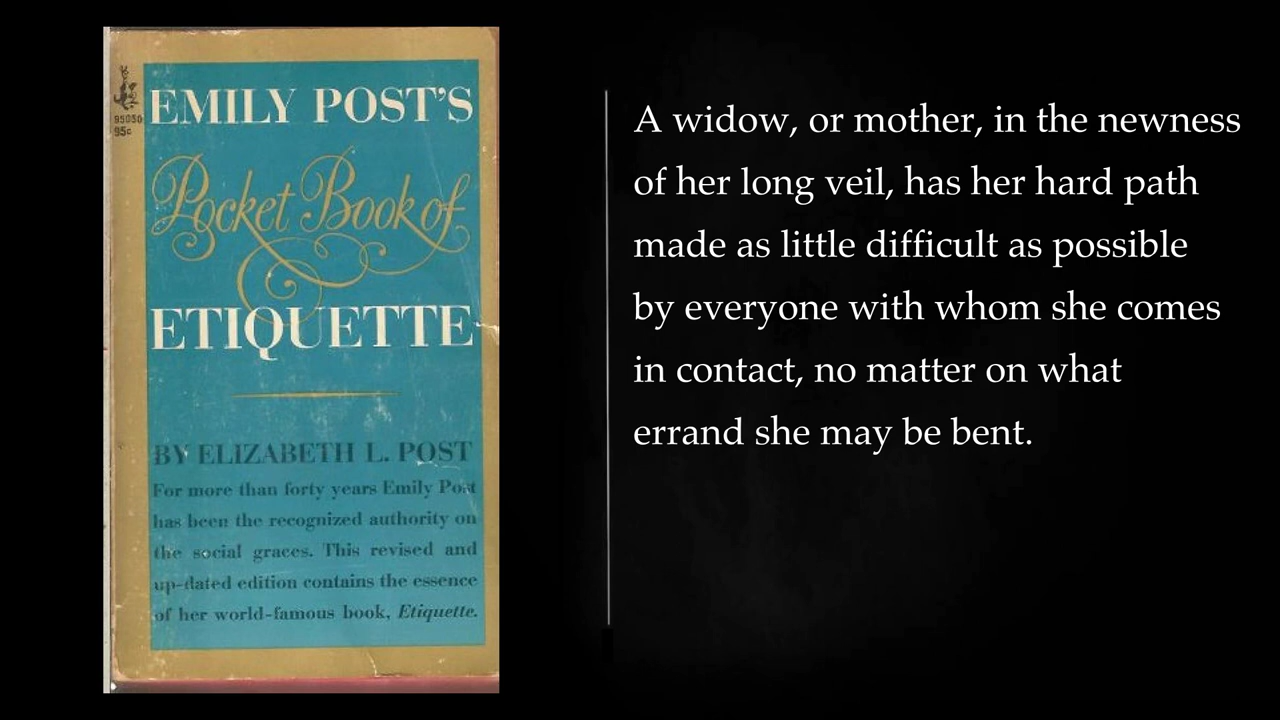 EMILY POST'S
Pocket Book of
ETIQUETTE
95050
95c
BY ELIZABETH L. POST
For more than forty years Emily Post
has been the recognized authority on
the social graces. This revised and
up-dated edition contains the essence
of her world-famous book, Etiquette.
A widow, or mother, in the newness
of her long veil, has her hard path
made as little difficult as possible
by everyone with whom she comes
in contact, no matter on what
errand she may be bent.